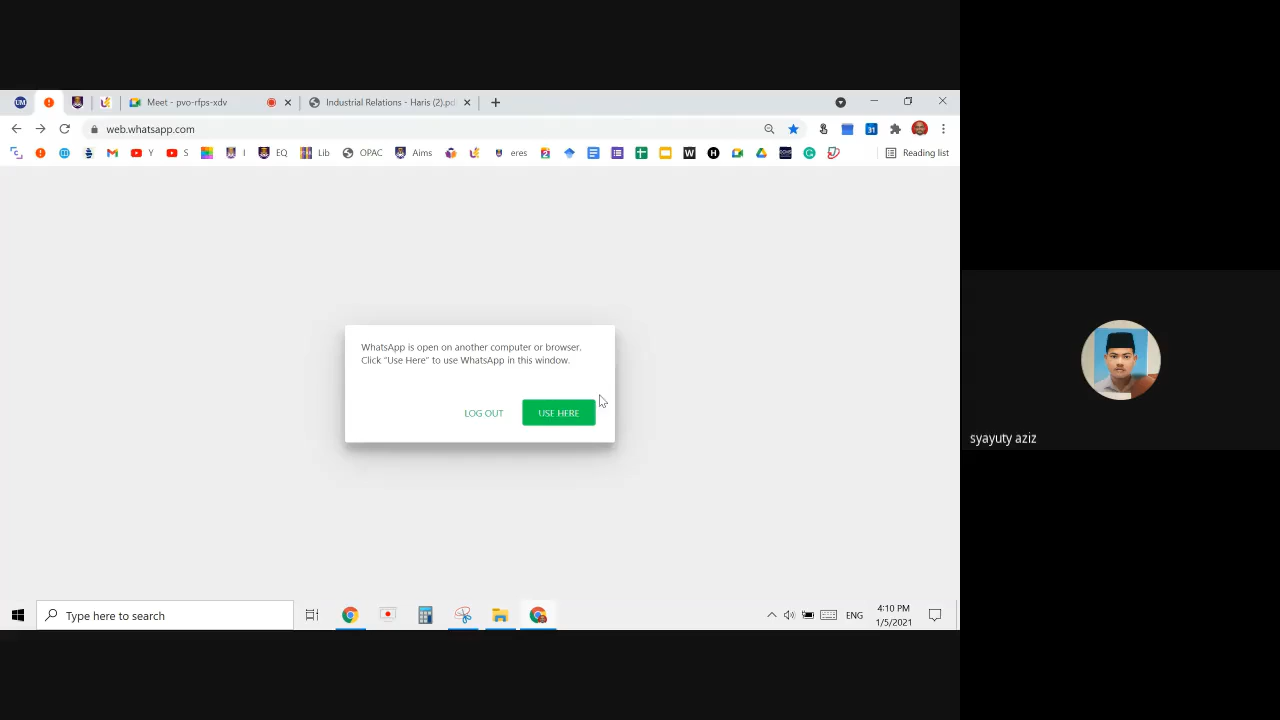 Meet - pvo-rfps-xdv
Industrial Relations - Haris (2).pd
web.whatsapp.com
31
Y
S
I
EQ
Lib
OPAC
Aims
eres
W
H
Reading list
WhatsApp is open on another computer or browser.
Click “Use Here” to use WhatsApp in this window.
LOG OUT
USE HERE
syayuty aziz
Type here to search
ENG
4:10 PM
1/5/2021